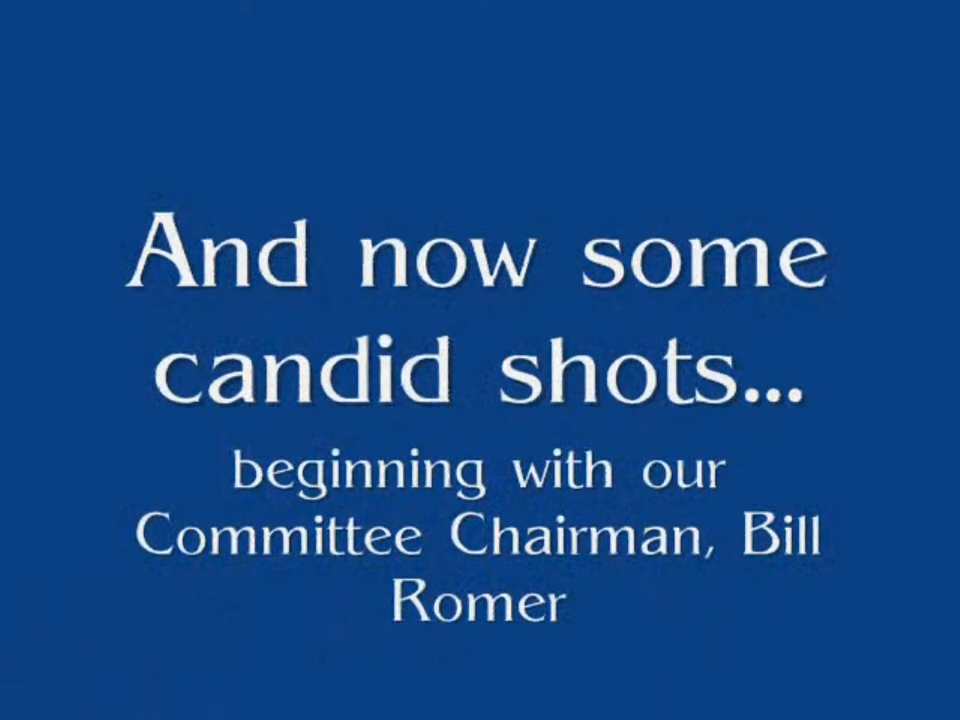 And now some
candid shots...
beginning with our
Committee Chairman, Bill
Romer